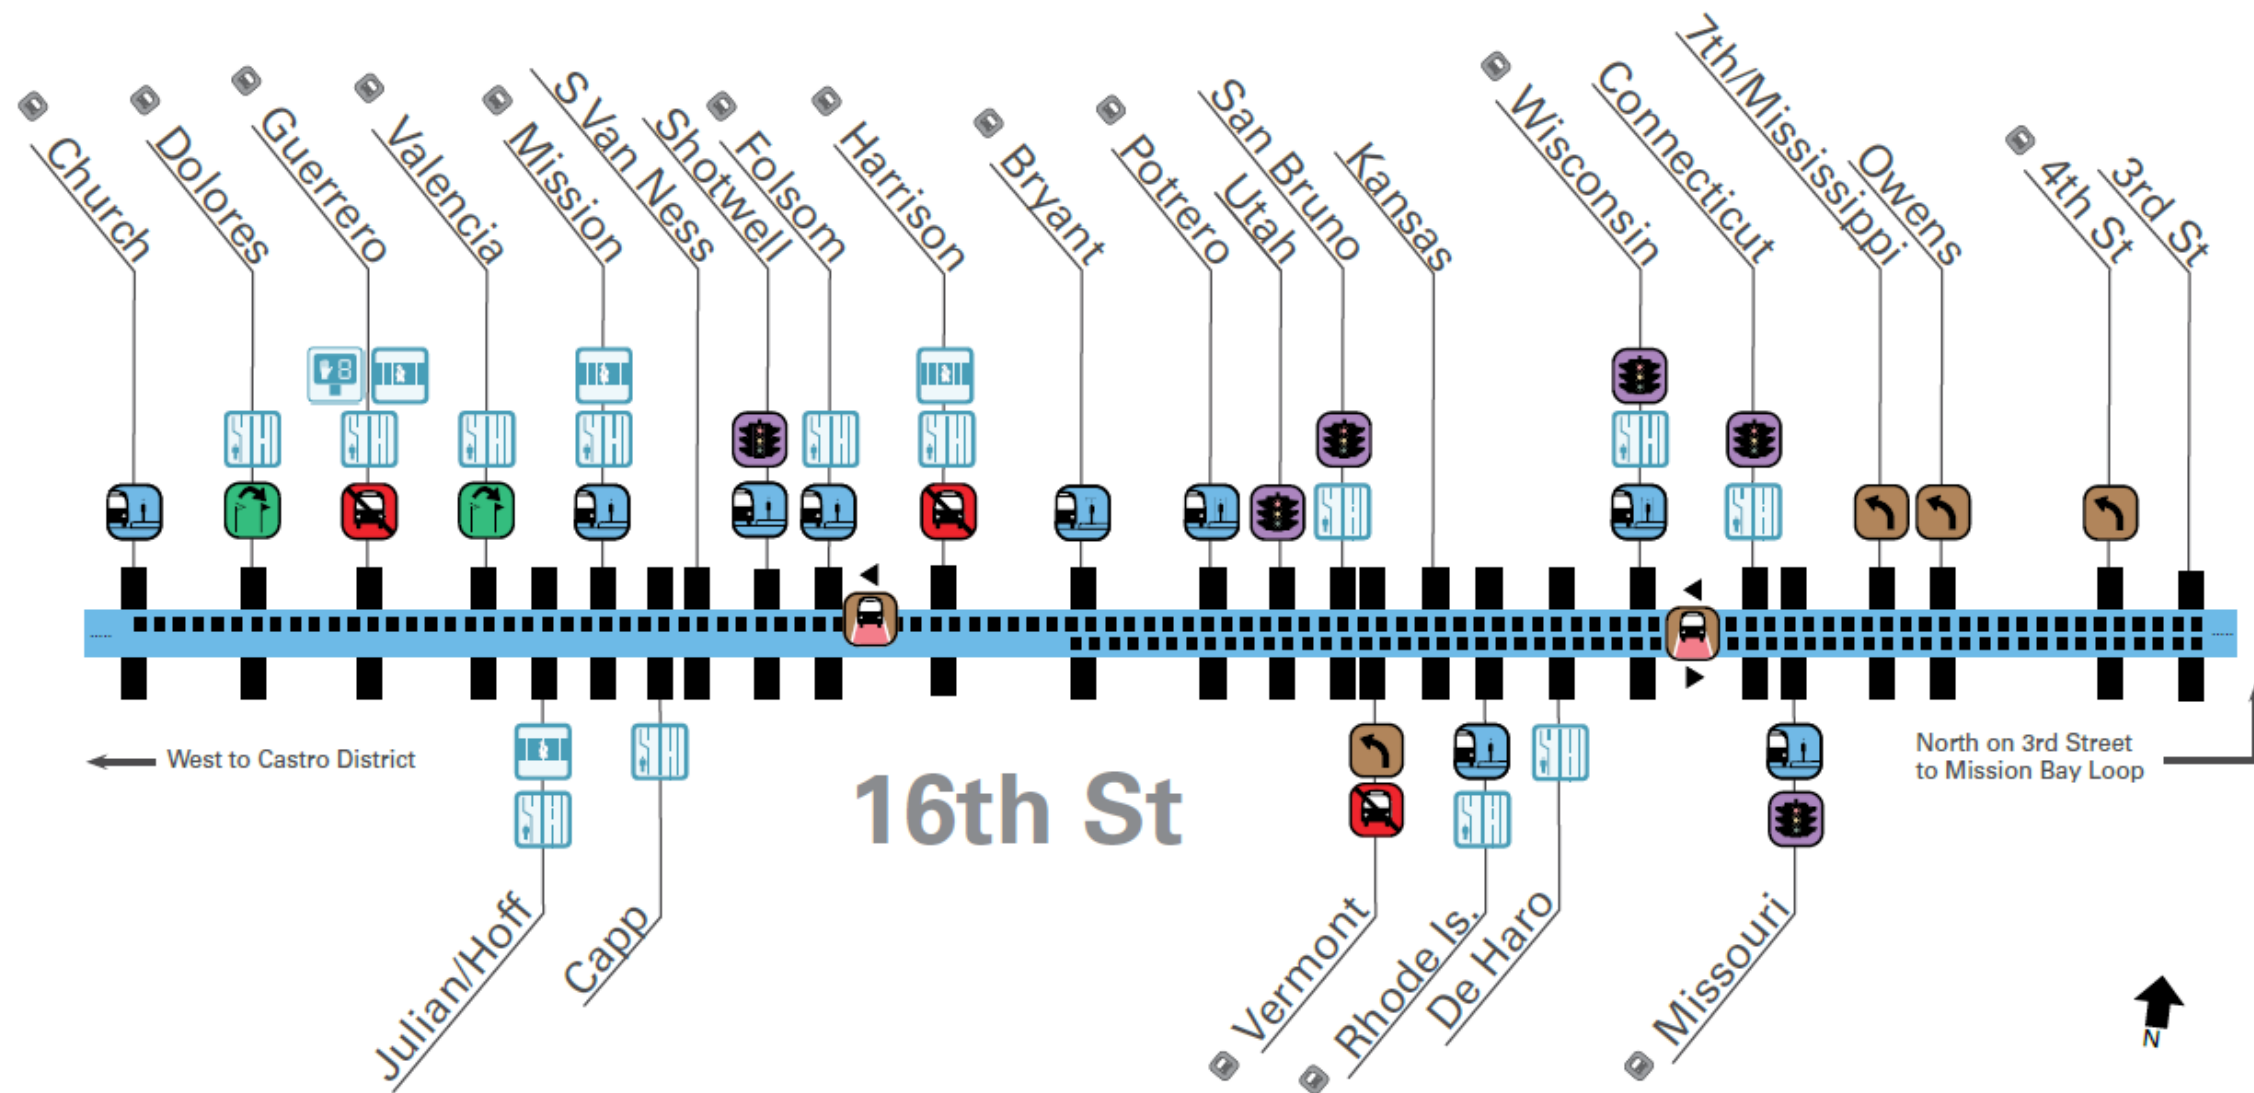 Church
Dolores
Guerrero
Valencia
Mission
S Van Ness
Shotwell
Folsom
Harrison
Bryant
Potrero
Utah
San Bruno
Kansas
Wisconsin
Connecticut
7th/Mississippi
Owens
4th St
3rd St
8
West to Castro District
16th St
North on 3rd Street
to Mission Bay Loop
Julian/Hoff
Capp
Vermont
Rhode Is.
De Haro
Missouri
N